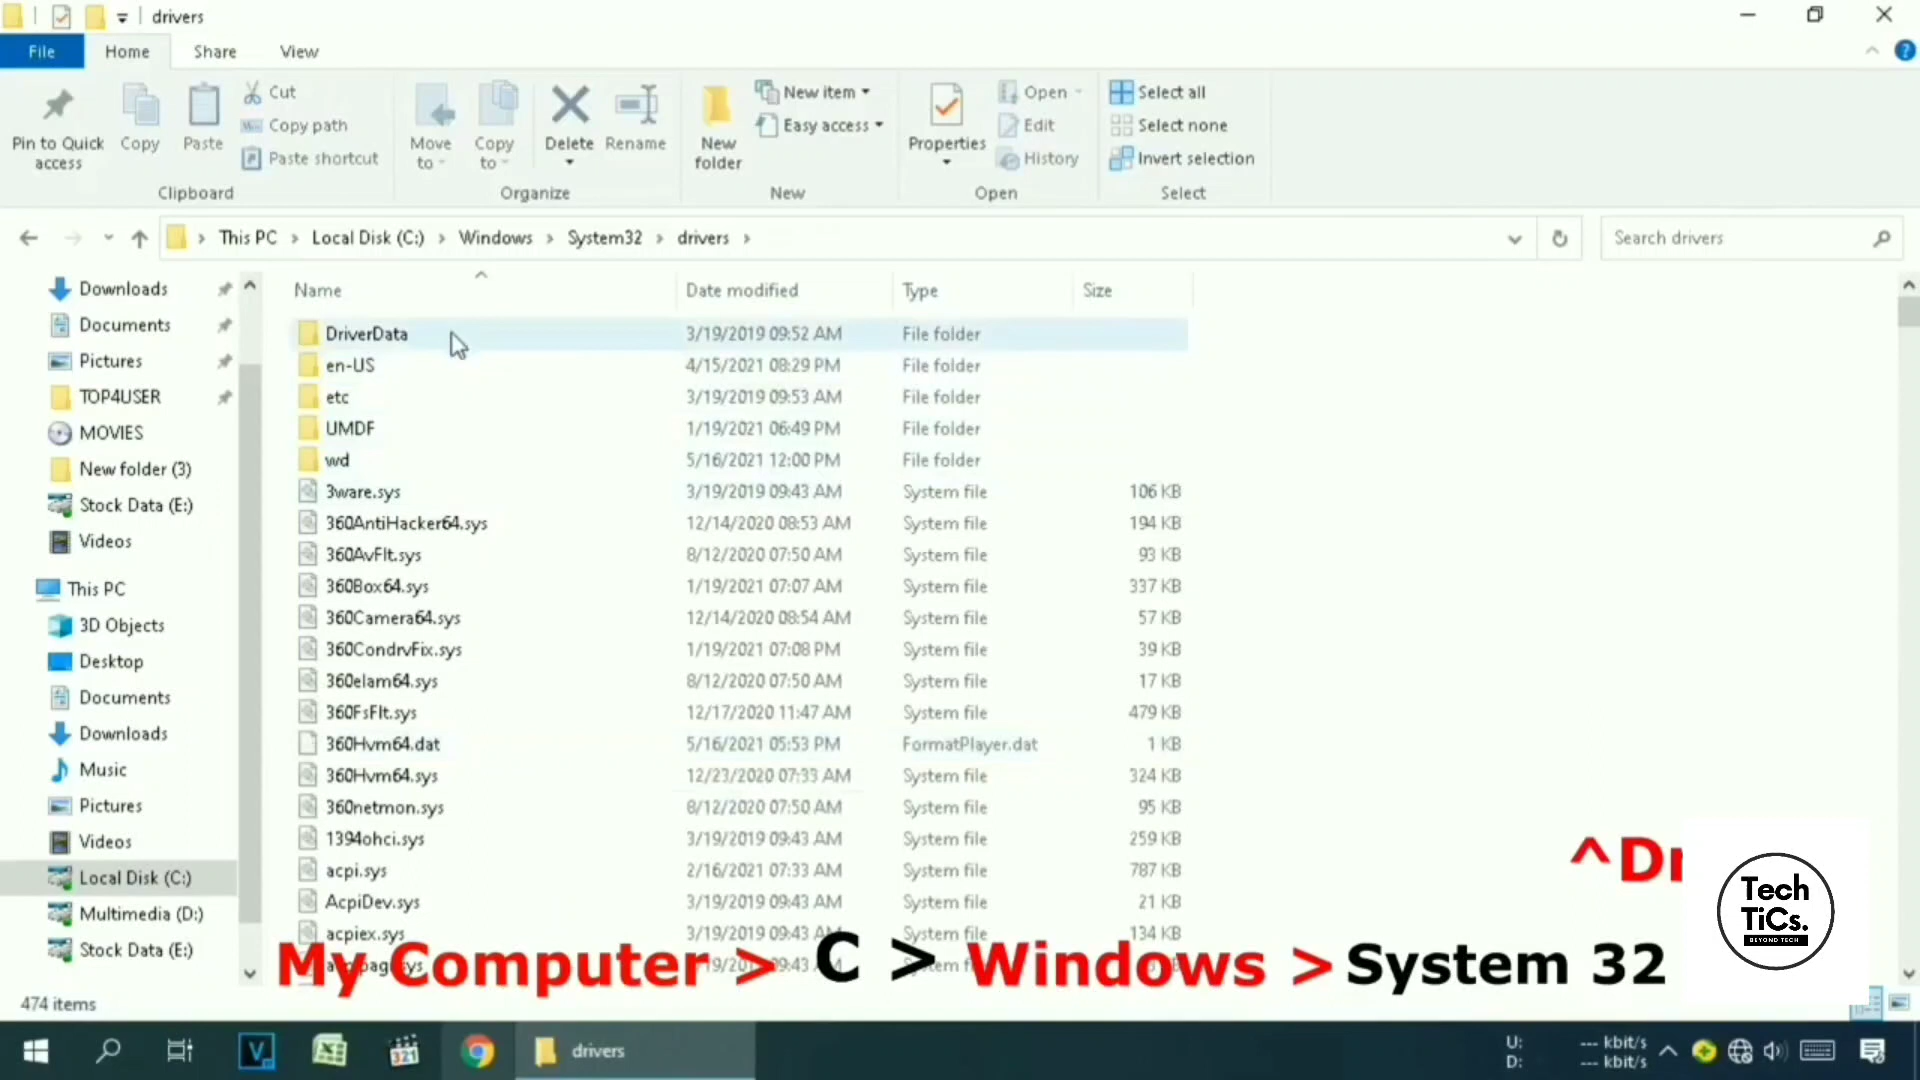 drivers
File Home Share View
Pin to Quick access
Copy
Paste
Cut
Copy path
Paste shortcut
Clipboard
Move to
Copy to
Delete
Rename
Organize
New folder
New item
Easy access
New
Properties
Open
Edit
History
Open
Select all
Select none
Invert selection
Select
This PC > Local Disk (C:) > Windows > System32 > drivers >
Search drivers
Downloads
Documents
Pictures
TOP4USER
MOVIES
New folder (3)
Stock Data (E:)
Videos
This PC
3D Objects
Desktop
Documents
Downloads
Music
Pictures
Videos
Local Disk (C:)
Multimedia (D:)
Stock Data (E:)
Name Date modified Type Size
DriverData 3/19/2019 09:52 AM File folder
en-US 4/15/2021 08:29 PM File folder
etc 3/19/2019 09:53 AM File folder
UMDF 1/19/2021 06:49 PM File folder
wd 5/16/2021 12:00 PM File folder
3ware.sys 3/19/2019 09:43 AM System file 106 KB
360AntiHacker64.sys 12/14/2020 08:53 AM System file 194 KB
360AvFlt.sys 8/12/2020 07:50 AM System file 93 KB
360Box64.sys 1/19/2021 07:07 AM System file 337 KB
360Camera64.sys 12/14/2020 08:54 AM System file 57 KB
360CondrvFix.sys 1/19/2021 07:08 PM System file 39 KB
360elam64.sys 8/12/2020 07:50 AM System file 17 KB
360FsFlt.sys 12/17/2020 11:47 AM System file 479 KB
360Hvm64.dat 5/16/2021 05:53 PM FormatPlayer.dat 1 KB
360Hvm64.sys 12/23/2020 07:33 AM System file 324 KB
360netmon.sys 8/12/2020 07:50 AM System file 95 KB
1394ohci.sys 3/19/2019 09:43 AM System file 259 KB
acpi.sys 2/16/2021 07:33 AM System file 787 KB
AcpiDev.sys 3/19/2019 09:43 AM System file 21 KB
acpiex.sys 3/19/2019 09:43 AM System file 134 KB
My Computer > C > Windows > System 32
Tech
TiCs.
BEYOND TECH
474 items
drivers
U: --- kbit/s
D: --- kbit/s